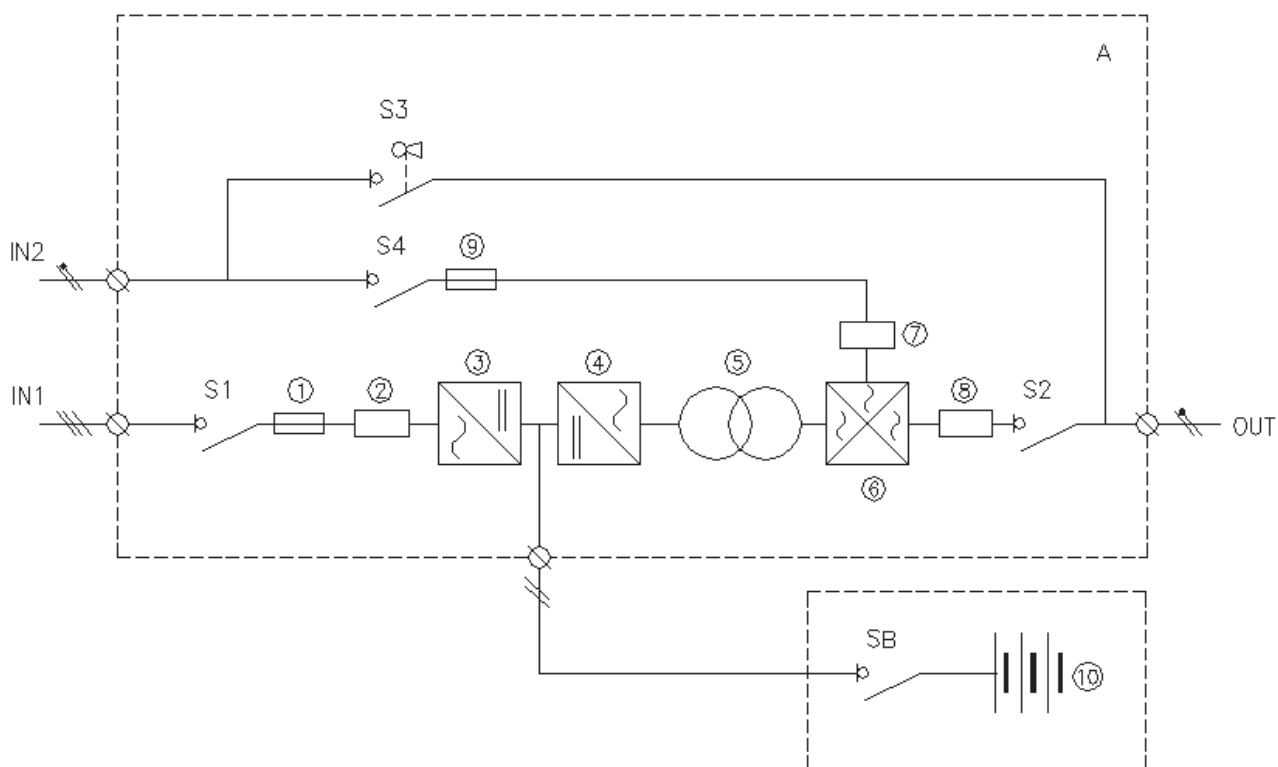 A
S3
S4
⑨
IN2
⑦
IN1
S1
①
②
③
④
⑤
⑧
S2
OUT
⑥
SB
⑩